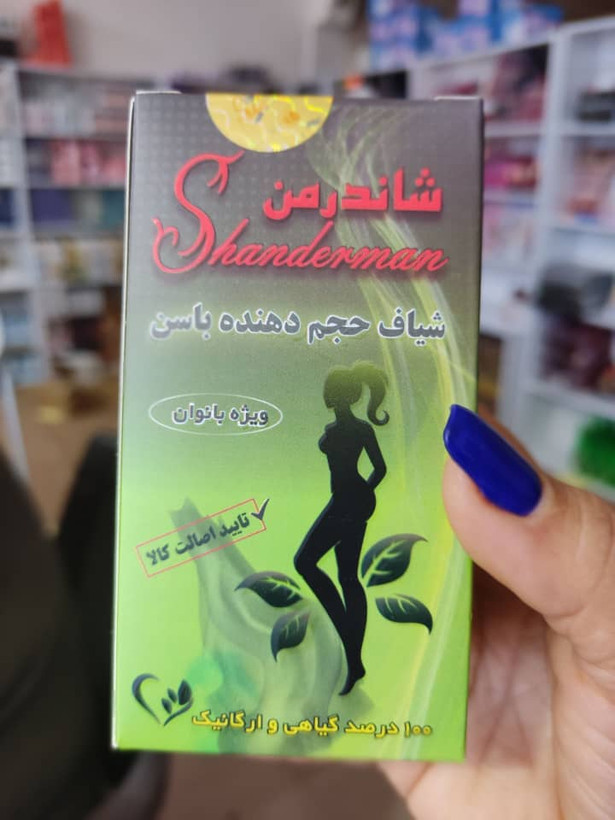 شاندرمن
Shanderman
شیاف حجم دهنده باسن
ویژه بانوان
تایید اصالت کالا
۱۰۰ درصد گیاهی و ارگانیک